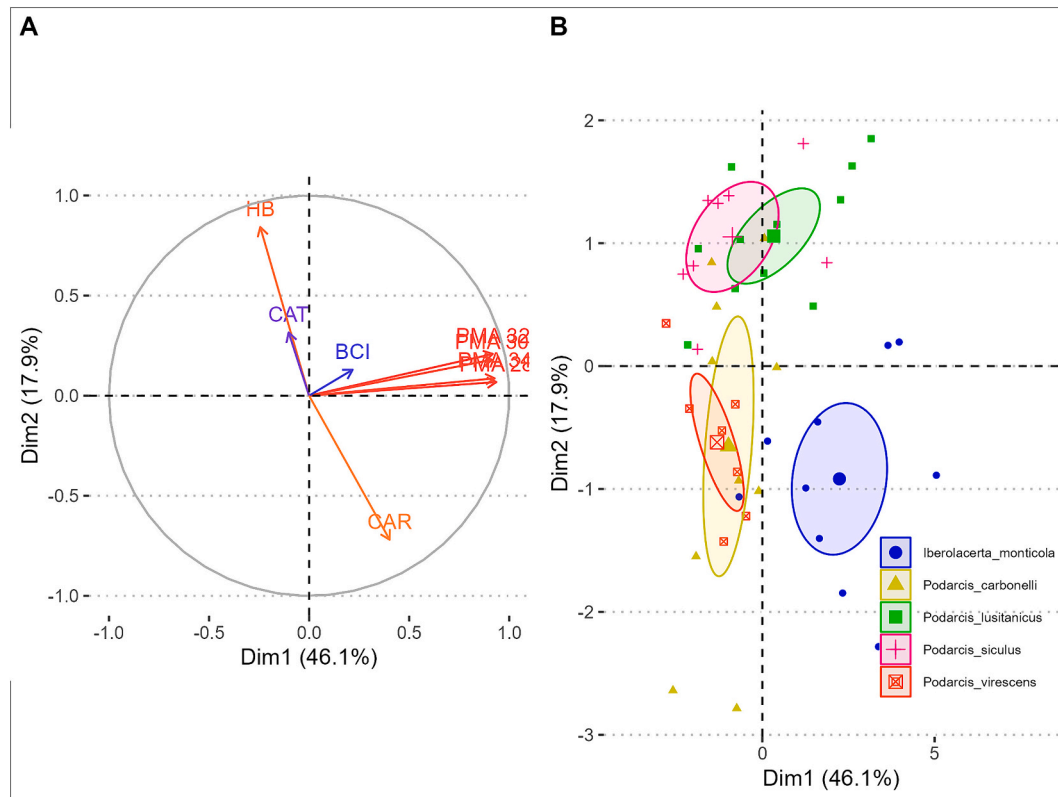 A
B
1.0
0.5
0.0
-0.5
-1.0
Dim2 (17.9%)
HB
CAT
BCI
PMA 32
PMA 30
PMA 34
PMA 28
CAR
-1.0
-0.5
0.0
0.5
1.0
Dim1 (46.1%)
2
1
0
-1
-2
-3
Dim2 (17.9%)
Iberolacerta_monticola
Podarcis_carbonelli
Podarcis_lusitanicus
Podarcis_siculus
Podarcis_virescens
0
5
Dim1 (46.1%)